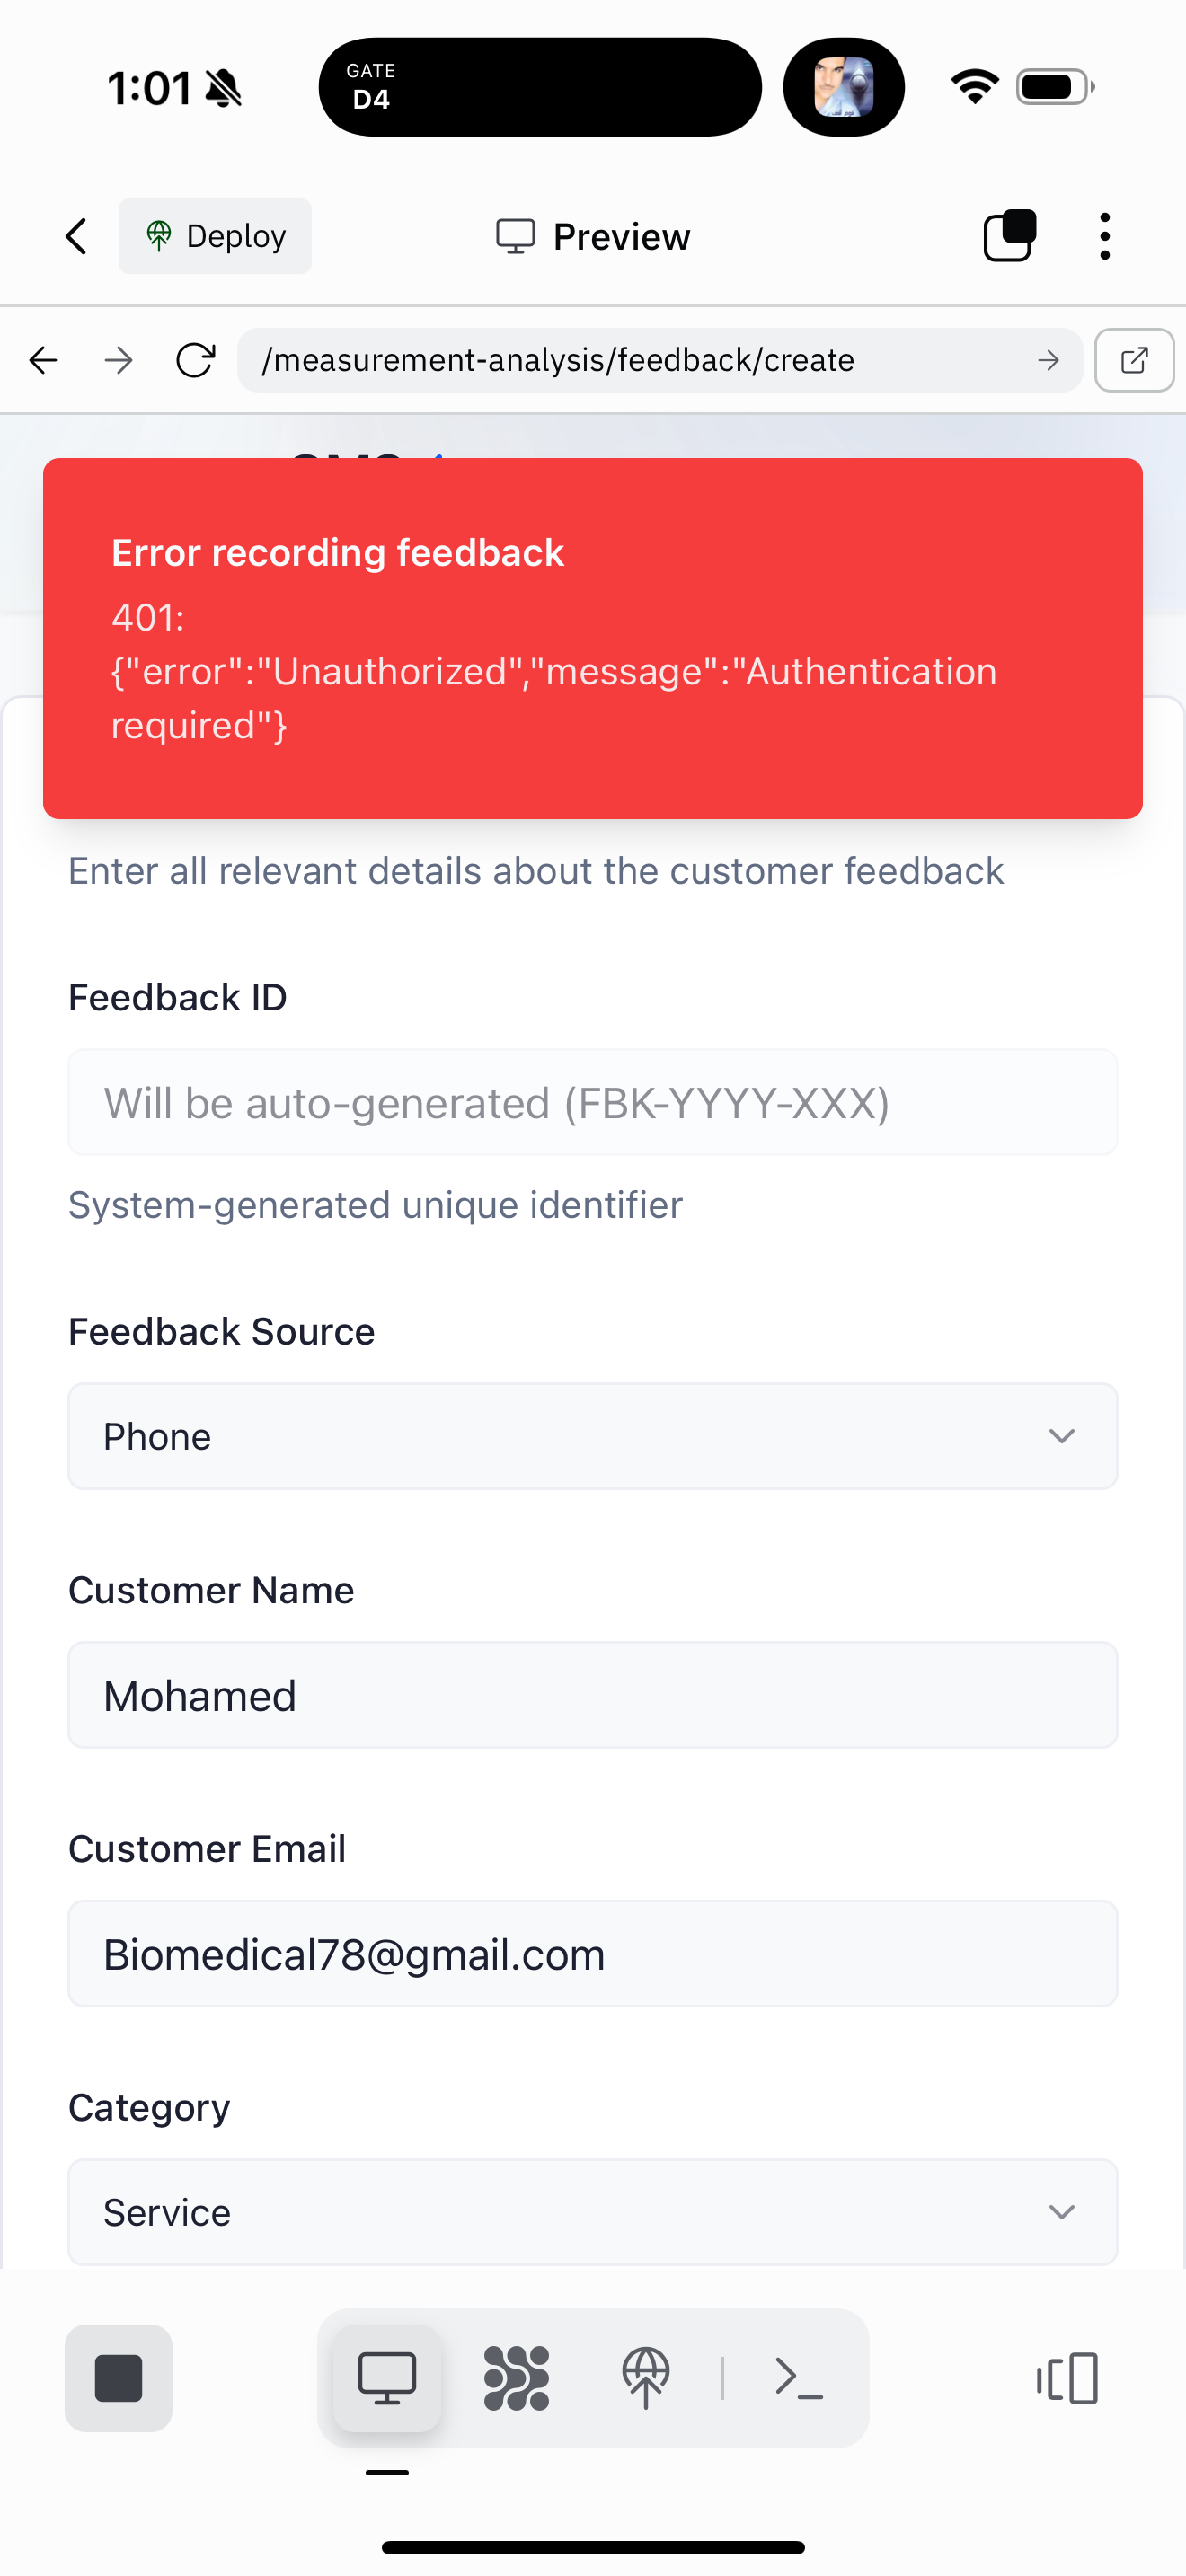 1:01
GATE
D4
Deploy
Preview
/measurement-analysis/feedback/create
Error recording feedback
401:
{"error":"Unauthorized","message":"Authentication
required"}
Enter all relevant details about the customer feedback
Feedback ID
Will be auto-generated (FBK-YYYY-XXX)
System-generated unique identifier
Feedback Source
Phone
Customer Name
Mohamed
Customer Email
Biomedical78@gmail.com
Category
Service